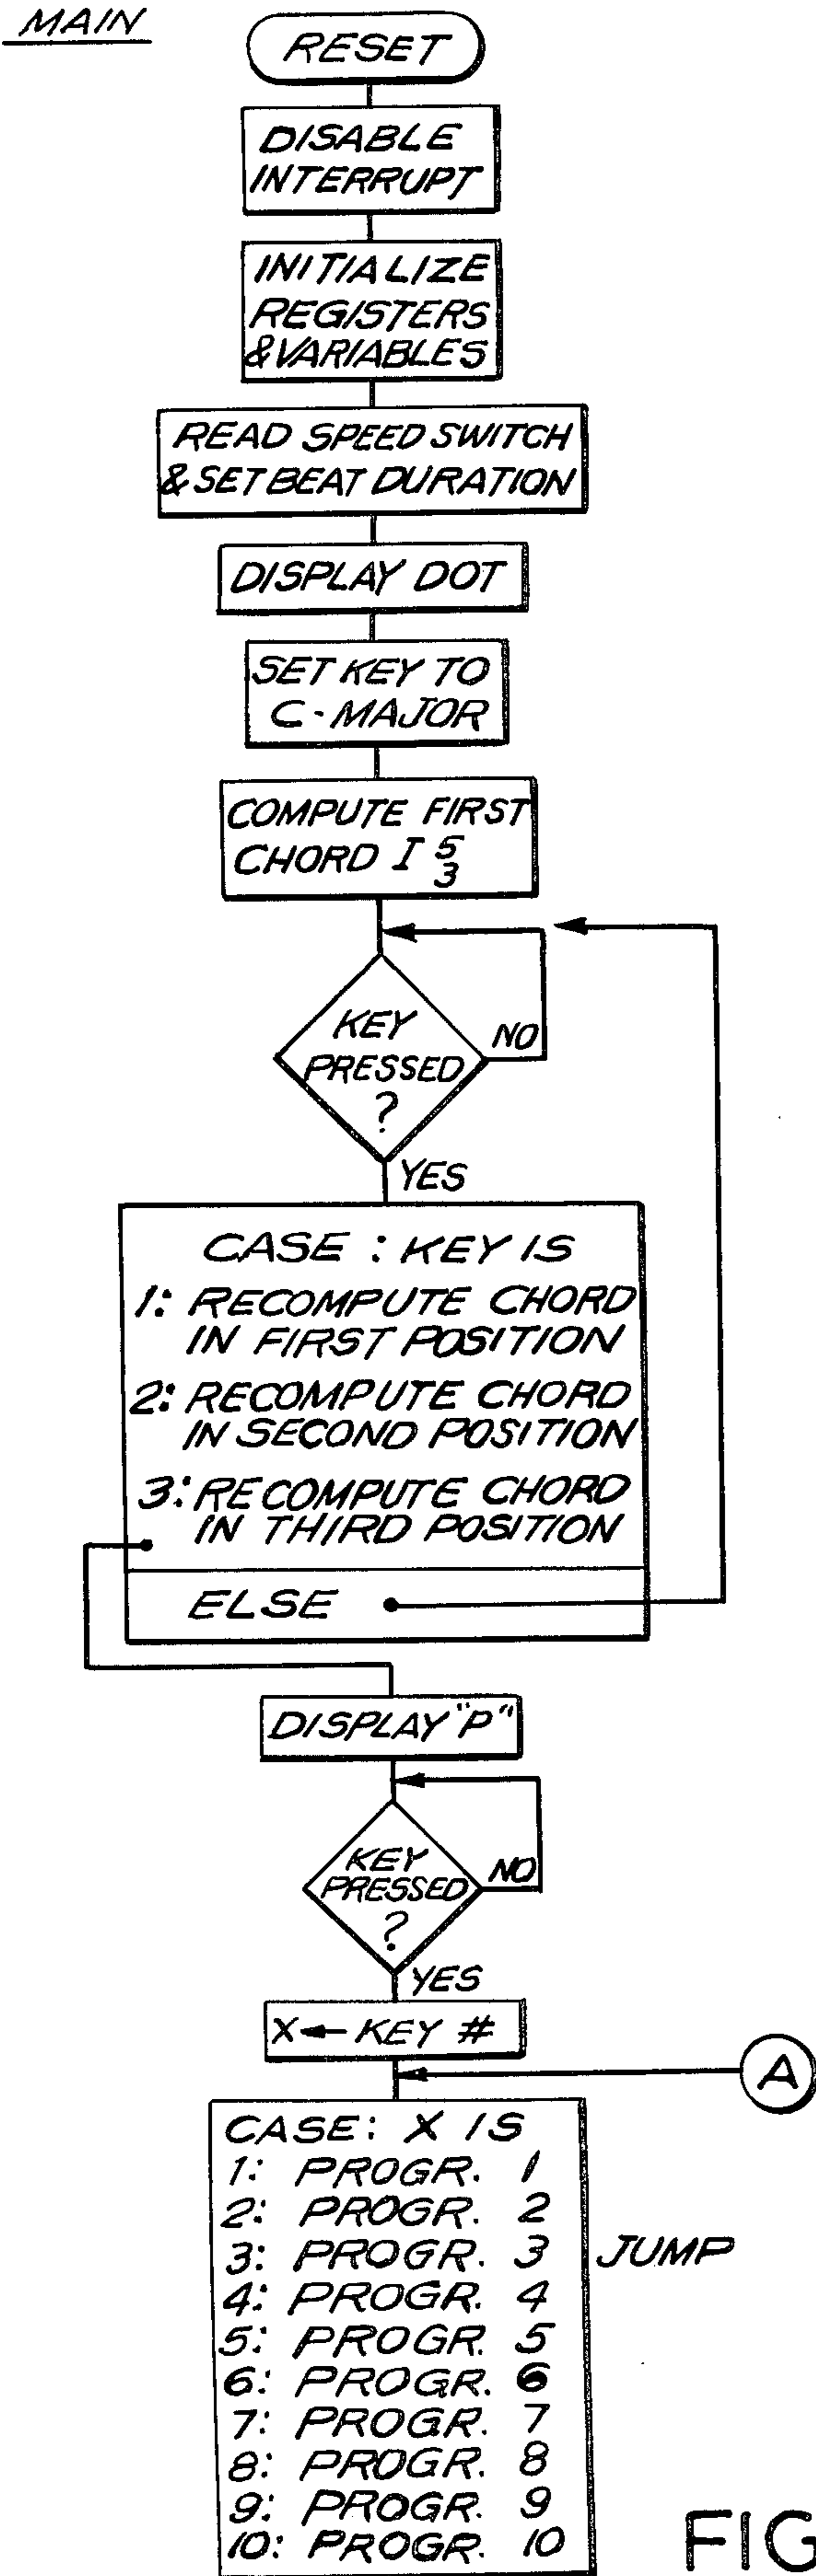 MAIN
RESET
DISABLE
INTERRUPT
INITIALIZE
REGISTERS
& VARIABLES
READ SPEED SWITCH
& SET BEAT DURATION
DISPLAY DOT
SET KEY TO
C-MAJOR
COMPUTE FIRST
CHORD I 5
3
KEY
PRESSED
?
NO
YES
CASE : KEY IS
1: RECOMPUTE CHORD
IN FIRST POSITION
2: RECOMPUTE CHORD
IN SECOND POSITION
3: RECOMPUTE CHORD
IN THIRD POSITION
ELSE
DISPLAY "P"
KEY
PRESSED
?
NO
YES
X ← KEY #
A
CASE: X IS
1: PROGR. 1
2: PROGR. 2
3: PROGR. 3
JUMP
4: PROGR. 4
5: PROGR. 5
6: PROGR. 6
7: PROGR. 7
8: PROGR. 8
9: PROGR. 9
10: PROGR. 10
FIG